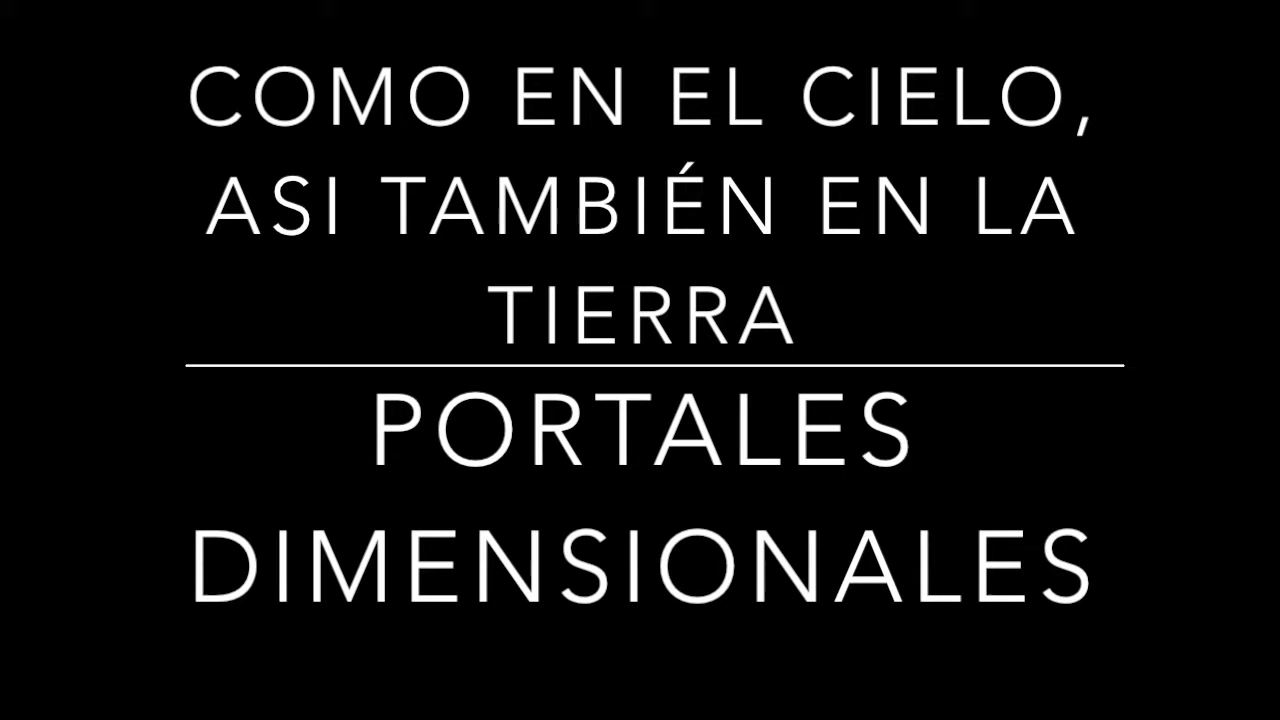 COMO EN EL CIELO,
ASI TAMBIÉN EN LA
TIERRA
PORTALES
DIMENSIONALES